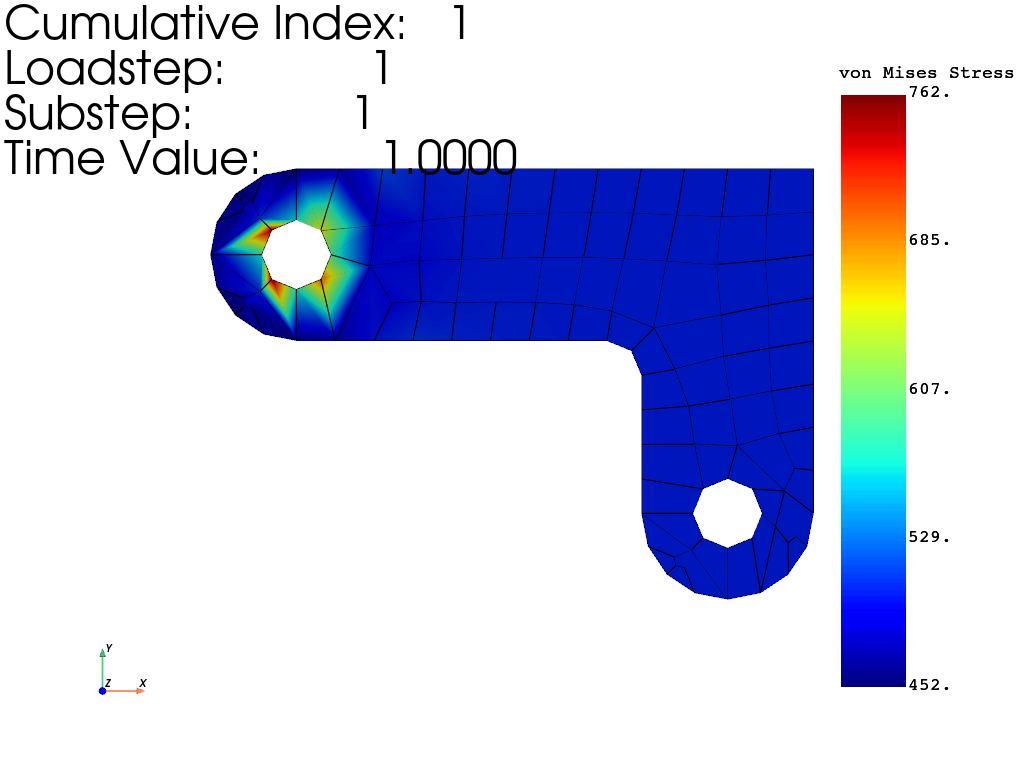 Cumulative Index: 1
Loadstep: 1
Substep: 1
Time Value: 1.0000
von Mises Stress
762.
685.
607.
529.
452.
Y
Z X